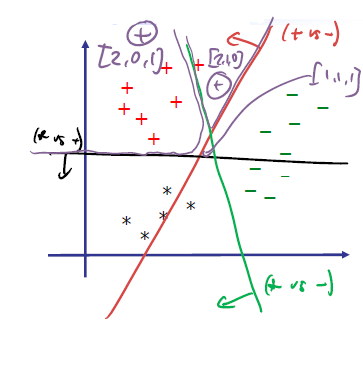 ⊕
[2,0,1]
[2,1,0]
⊕
(+ vs -)
[1,1,1]
(* vs +)
(* vs -)